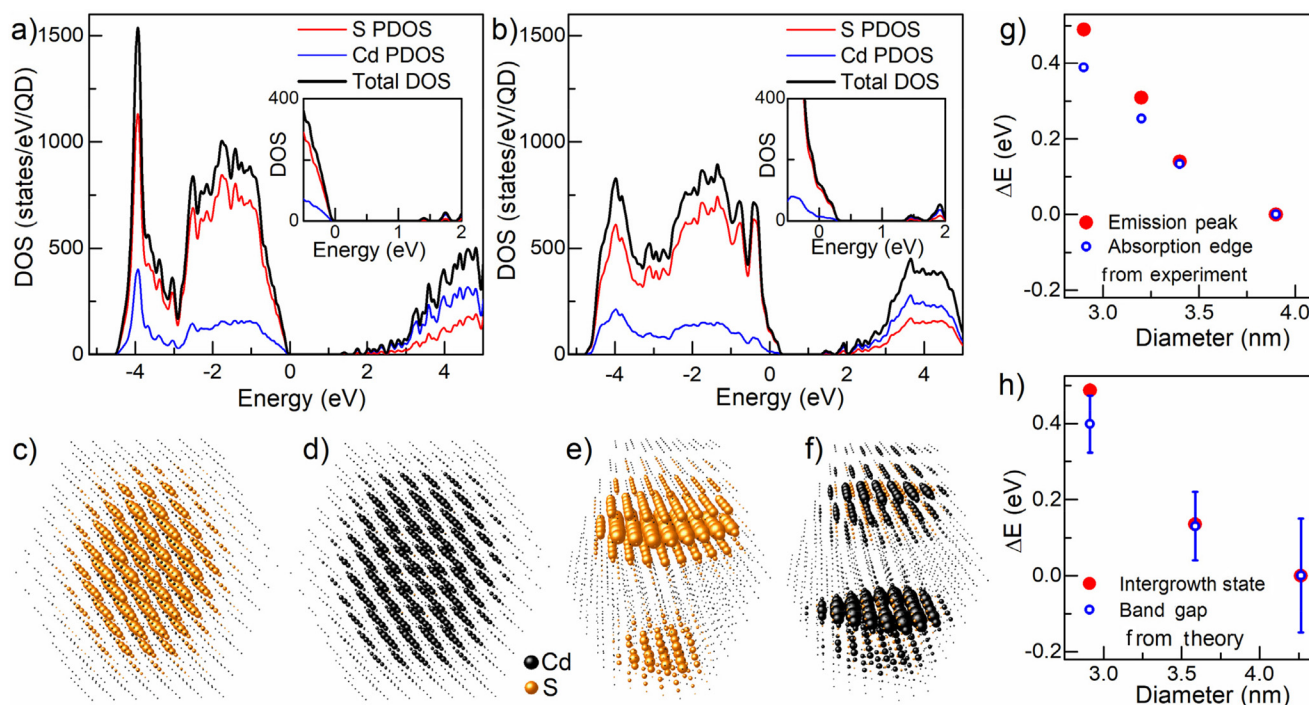 a)
1500
1000
500
0
DOS (states/eV/QD)
-4 -2 0 2 4
Energy (eV)
S PDOS
Cd PDOS
Total DOS
400
0
DOS
0 1 2
Energy (eV)
b)
1500
1000
500
0
DOS (states/eV/QD)
-4 -2 0 2 4
Energy (eV)
S PDOS
Cd PDOS
Total DOS
400
0
DOS
0 1 2
Energy (eV)
g)
0.4
0.2
0.0
-0.2
ΔE (eV)
Emission peak
Absorption edge
from experiment
3.0 3.5 4.0
Diameter (nm)
c)
d)
Cd
S
e)
f)
h)
0.4
0.2
0.0
-0.2
ΔE (eV)
Intergrowth state
Band gap
from theory
3.0 3.5 4.0
Diameter (nm)